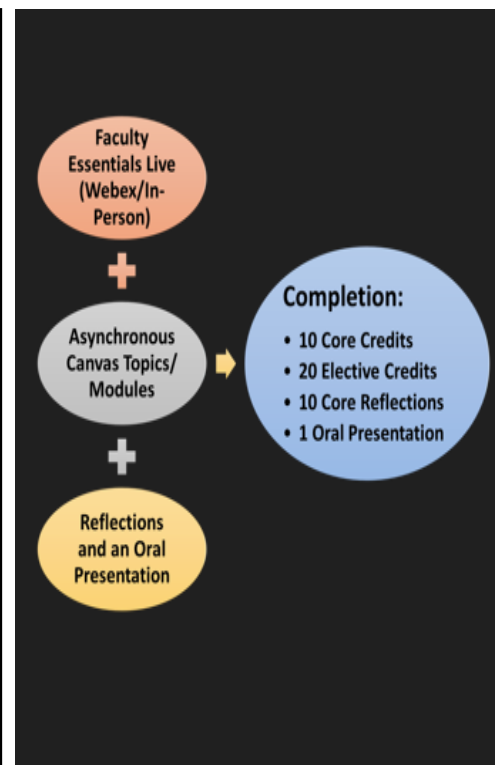 Faculty
Essentials Live
(Webex/In-
Person)
Asynchronous
Canvas Topics/
Modules
Reflections
and an Oral
Presentation
Completion:
• 10 Core Credits
• 20 Elective Credits
• 10 Core Reflections
• 1 Oral Presentation